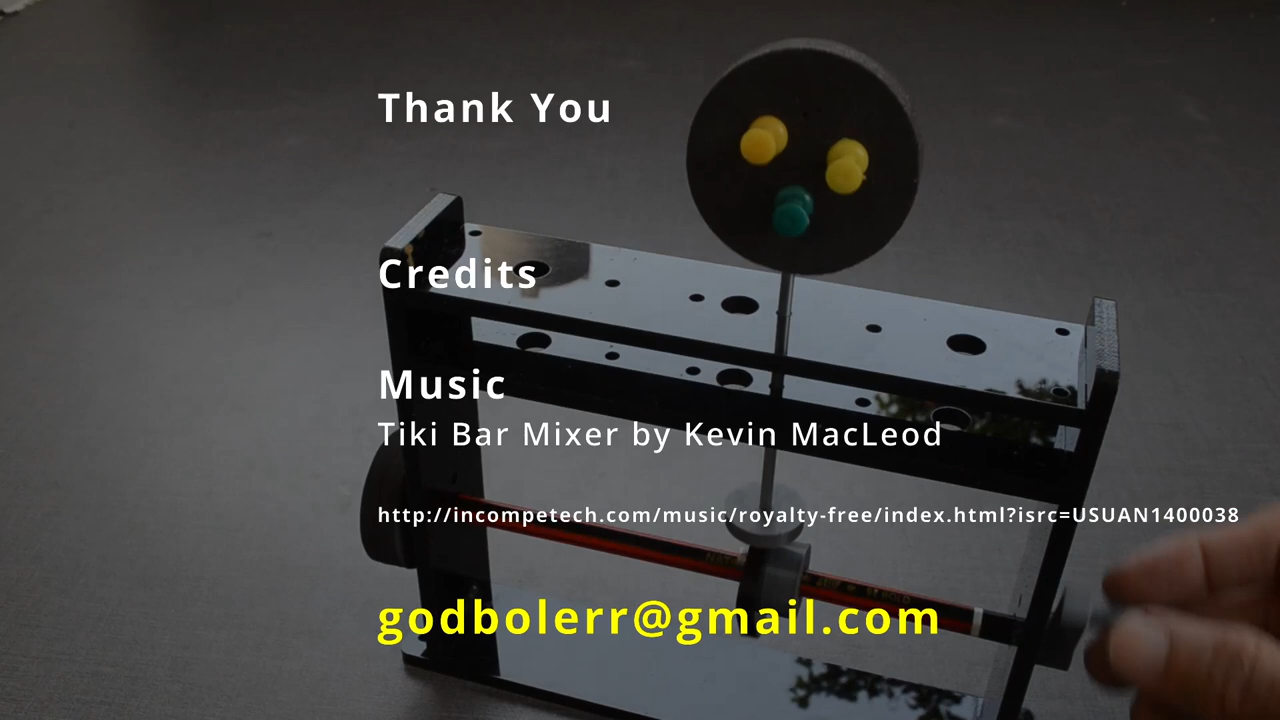 Thank You
Credits
Music
Tiki Bar Mixer by Kevin MacLeod
http://incompetech.com/music/royalty-free/index.html?isrc=USUAN1400038
godbolerr@gmail.com